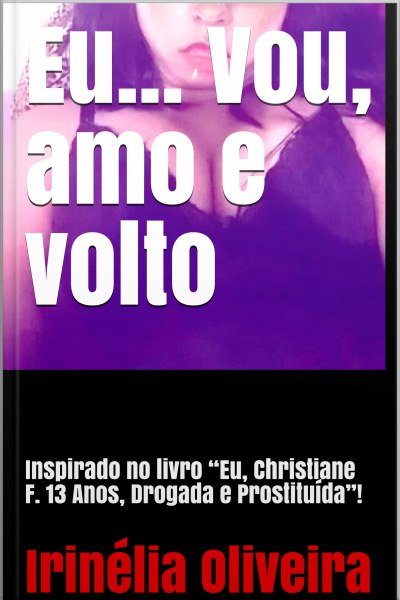 Eu... Vou,
amo e
volto
Inspirado no livro “Eu, Christiane
F. 13 Anos, Drogada e Prostituída”!
Irinélia Oliveira